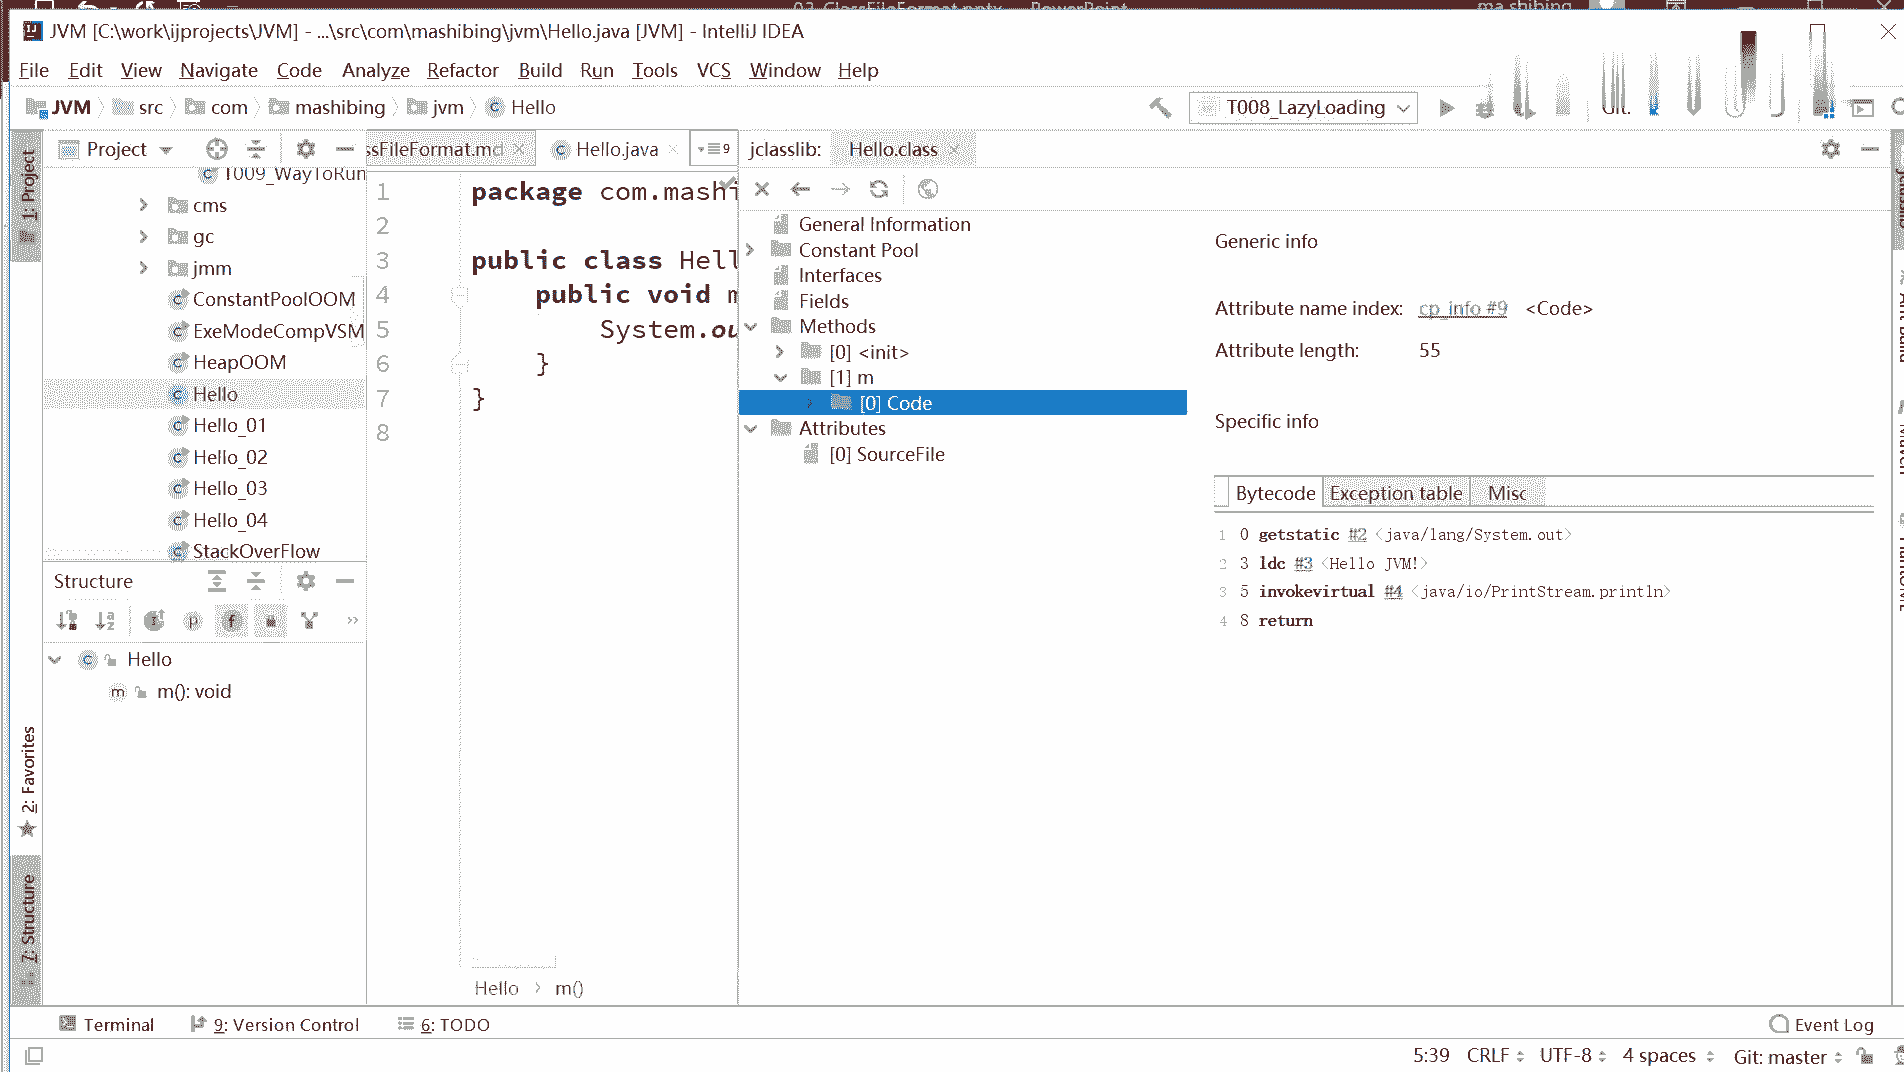 03_ClassFileFormat.pptx - PowerPoint
ma shibing
JVM [C:\work\ijprojects\JVM] - ...\src\com\mashibing\jvm\Hello.java [JVM] - IntelliJ IDEA
File Edit View Navigate Code Analyze Refactor Build Run Tools VCS Window Help
JVM src com mashibing jvm Hello
T008_LazyLoading
Git:
1: Project
Project
ssFileFormat.md
Hello.java
9
jclasslib:
Hello.class
T009_WayToRun
cms
gc
jmm
ConstantPoolOOM
ExeModeCompVSM
HeapOOM
Hello
Hello_01
Hello_02
Hello_03
Hello_04
StackOverFlow
Structure
Hello
m(): void
2: Favorites
7: Structure
1 package com.mashi
2
3 public class Hell
4 public void m
5 System.ou
6 }
7 }
8
Hello > m()
General Information
Constant Pool
Interfaces
Fields
Methods
[0] <init>
[1] m
[0] Code
Attributes
[0] SourceFile
Generic info
Attribute name index: cp_info #9 <Code>
Attribute length: 55
Specific info
Bytecode Exception table Misc
1 0 getstatic #2 <java/lang/System.out>
2 3 ldc #3 <Hello JVM!>
3 5 invokevirtual #4 <java/io/PrintStream.println>
4 8 return
Terminal 9: Version Control 6: TODO
Event Log
5:39 CRLF UTF-8 4 spaces Git: master